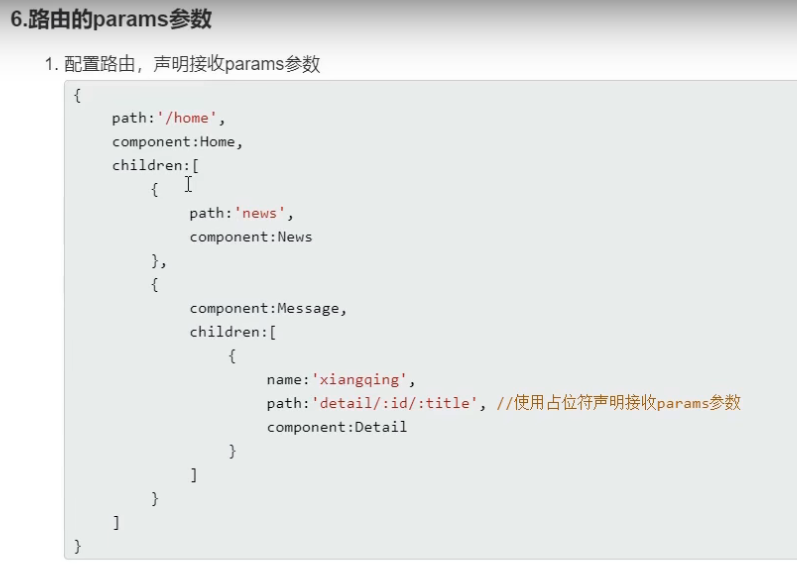 6.路由的params参数
1. 配置路由，声明接收params参数
{
path:'/home',
component:Home,
children:[
{
path:'news',
component:News
},
{
component:Message,
children:[
{
name:'xiangqing',
path:'detail/:id/:title', //使用占位符声明接收params参数
component:Detail
}
]
}
]
}